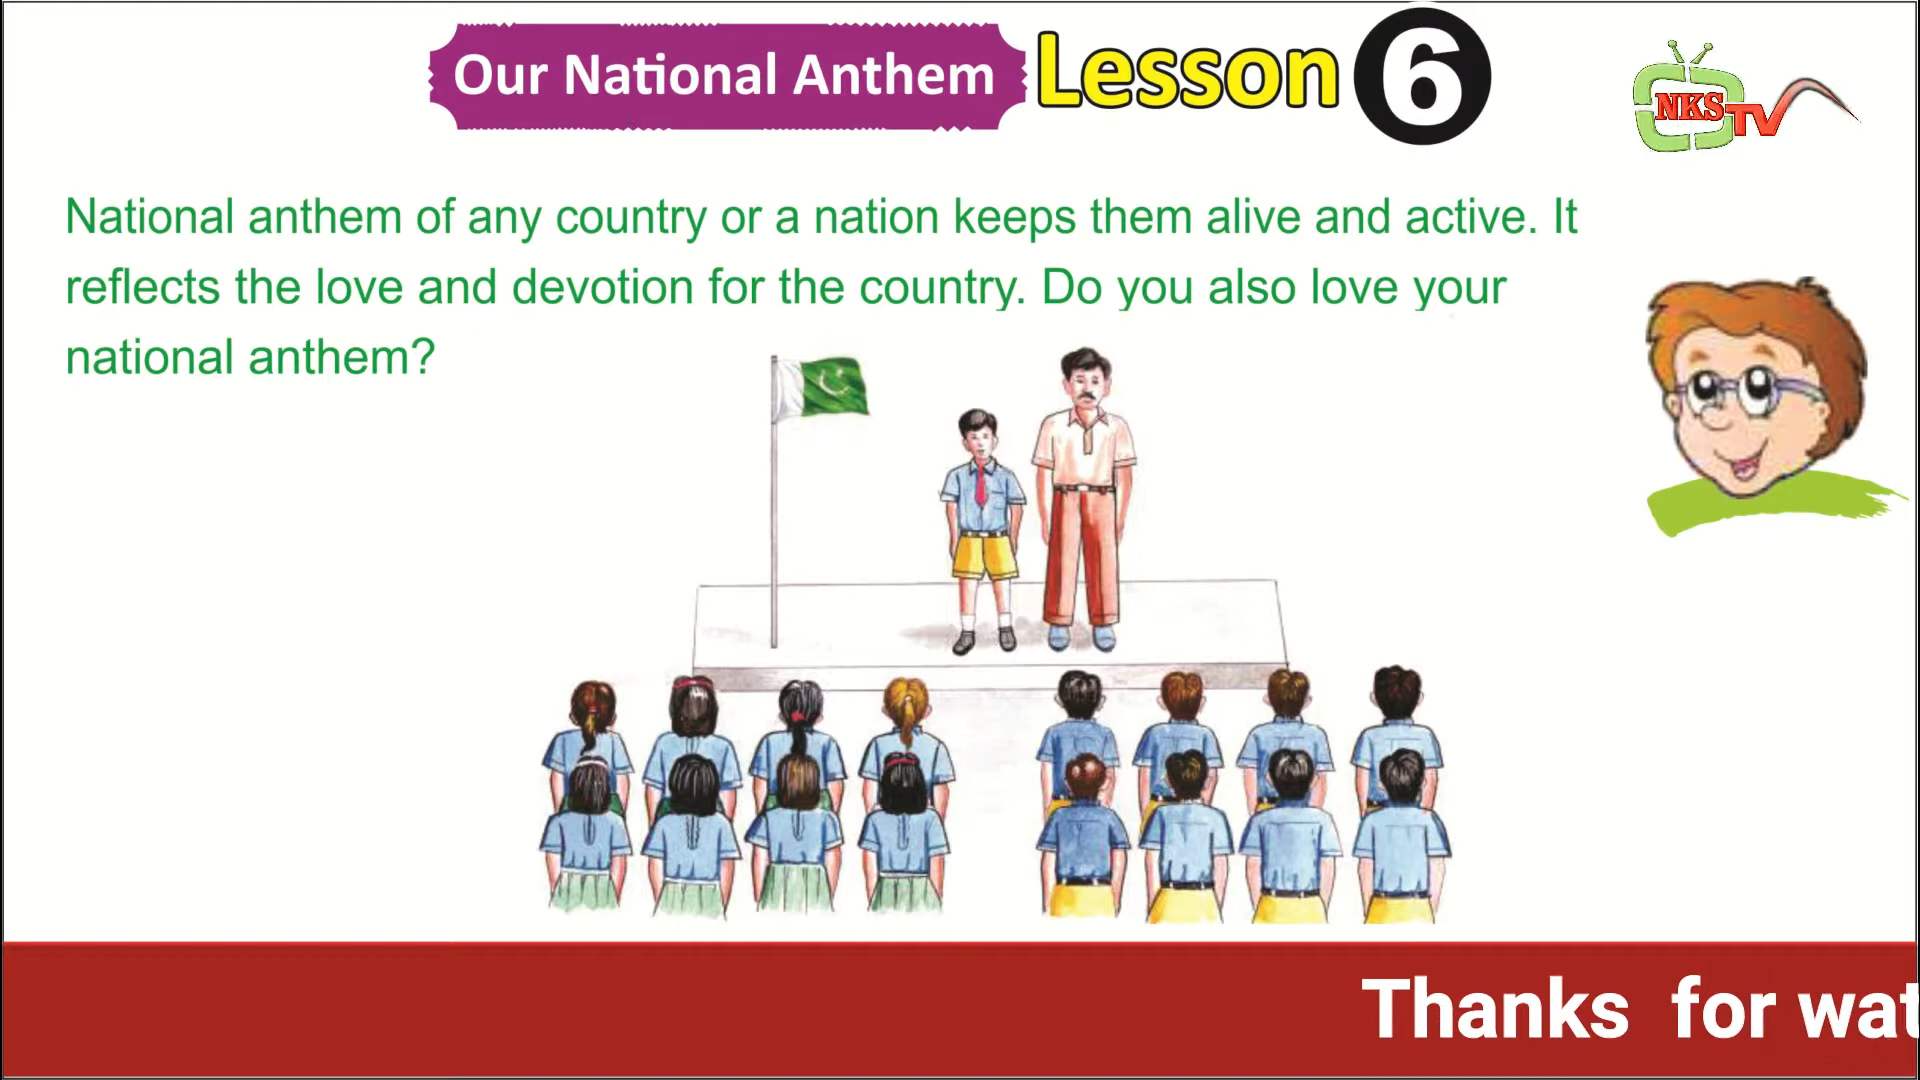 Our National Anthem Lesson 6
NKS TV
National anthem of any country or a nation keeps them alive and active. It
reflects the love and devotion for the country. Do you also love your
national anthem?
Thanks for wat